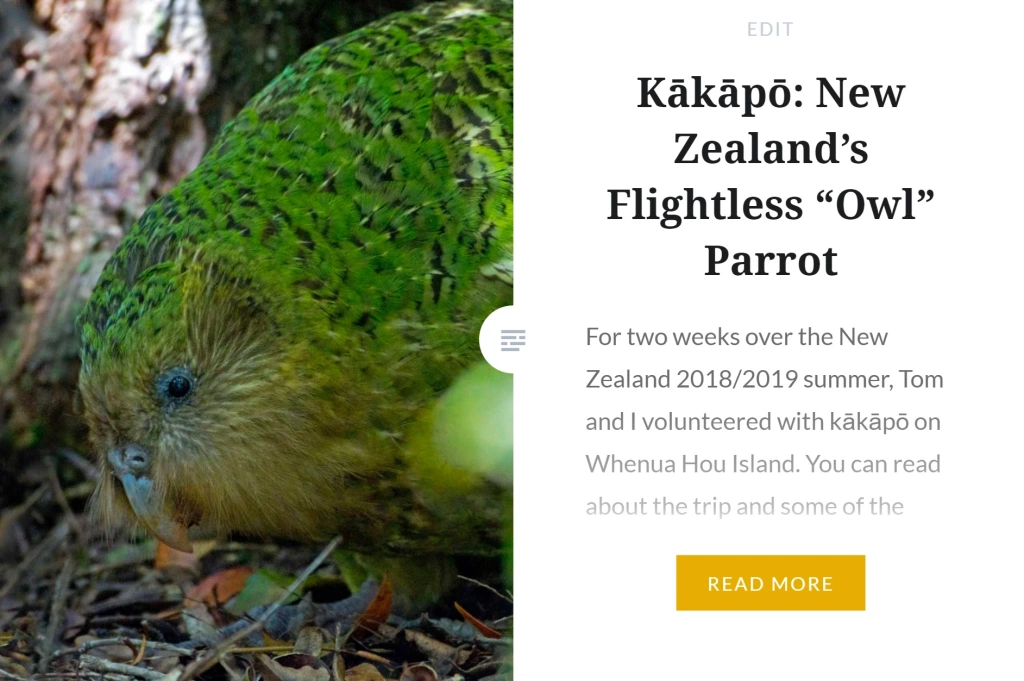 EDIT
Kākāpō: New
Zealand’s
Flightless “Owl”
Parrot
For two weeks over the New
Zealand 2018/2019 summer, Tom
and I volunteered with kākāpō on
Whenua Hou Island. You can read
about the trip and some of the
READ MORE